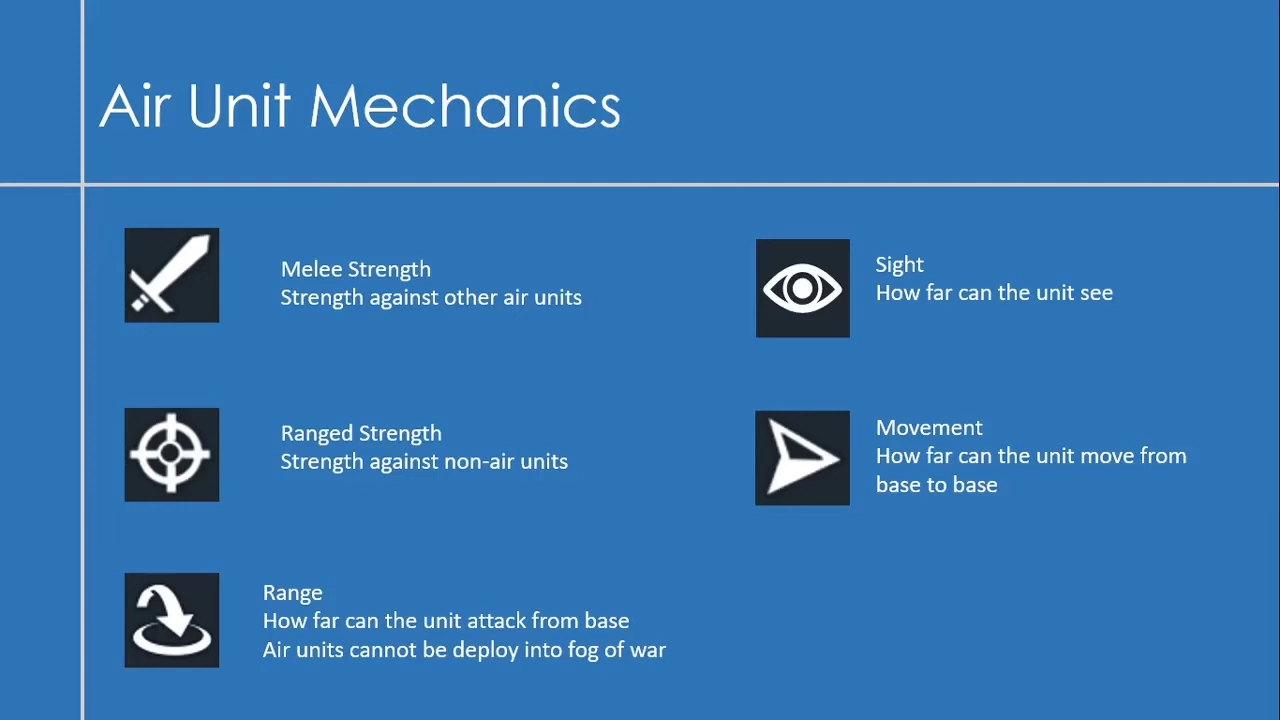 Air Unit Mechanics
Melee Strength
Strength against other air units
Ranged Strength
Strength against non-air units
Range
How far can the unit attack from base
Air units cannot be deploy into fog of war
Sight
How far can the unit see
Movement
How far can the unit move from
base to base